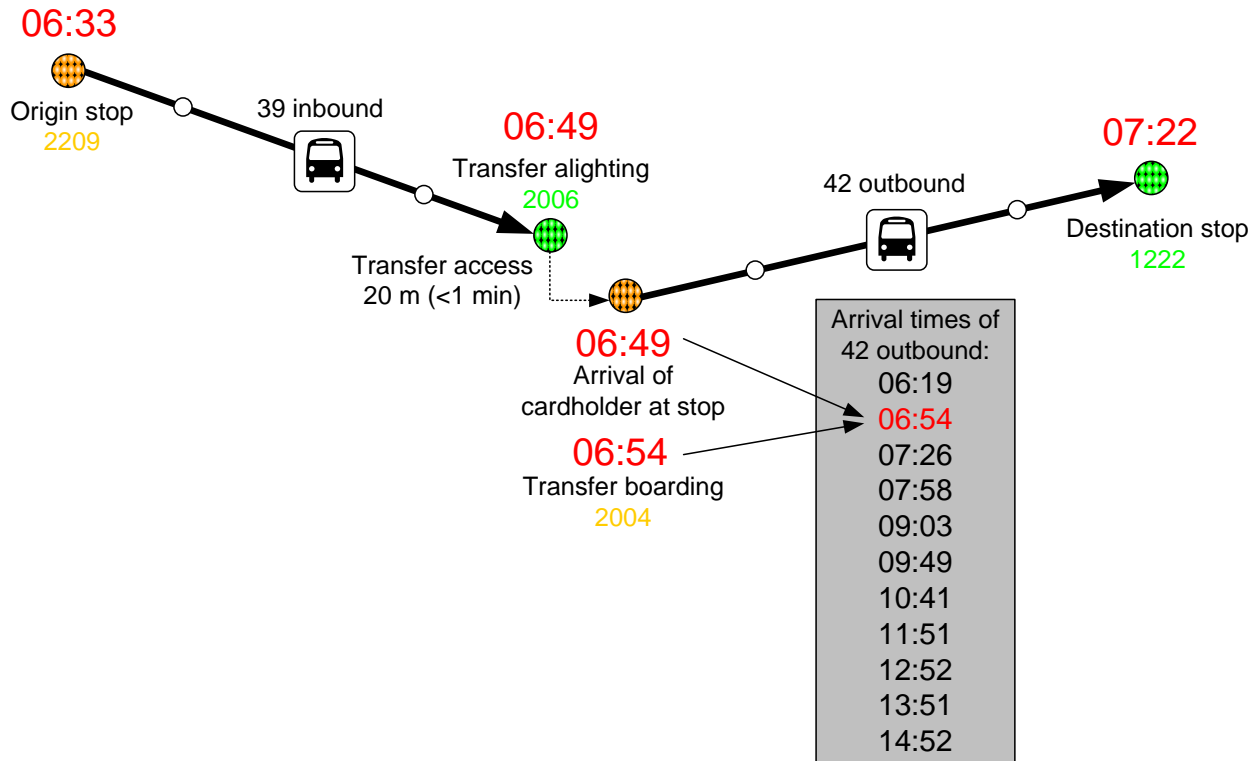 06:33
Origin stop
2209
39 inbound
06:49
Transfer alighting
2006
Transfer access
20 m (<1 min)
42 outbound
07:22
Destination stop
1222
06:49
Arrival of
cardholder at stop
06:54
Transfer boarding
2004
Arrival times of
42 outbound:
06:19
06:54
07:26
07:58
09:03
09:49
10:41
11:51
12:52
13:51
14:52